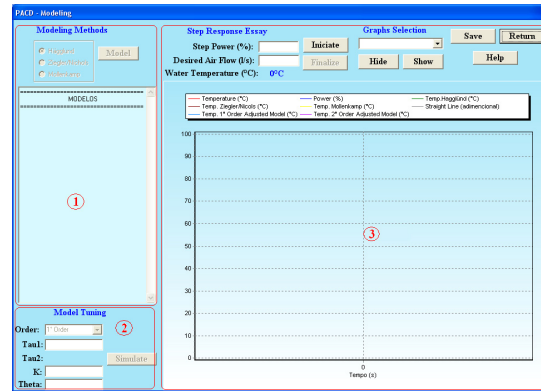 PACD - Modeling
Modeling Methods
Hagglund
Ziegler/Nichols
Mollenkamp
Model
==============================
MODELOS
==============================
1
Model Tuning
Order: 1° Order
2
Tau1:
Tau2:
Simulate
K:
Theta:
Step Response Essay
Step Power (%):
Iniciate
Desired Air Flow (l/s):
Finalize
Water Temperature (°C): 0°C
Graphs Selection
Hide Show
Save Return
Help
Temperature (°C) Power (%) Temp.Hagglünd (°C)
Temp. Ziegler/Nicols (°C) Temp. Mollenkamp (°C) Straight Line (adimencional)
Temp. 1° Order Adjusted Model (°C) Temp. 2° Order Adjusted Model (°C)
100
90
80
70
60
3
50
40
30
20
10
0
0
Tempo (s)